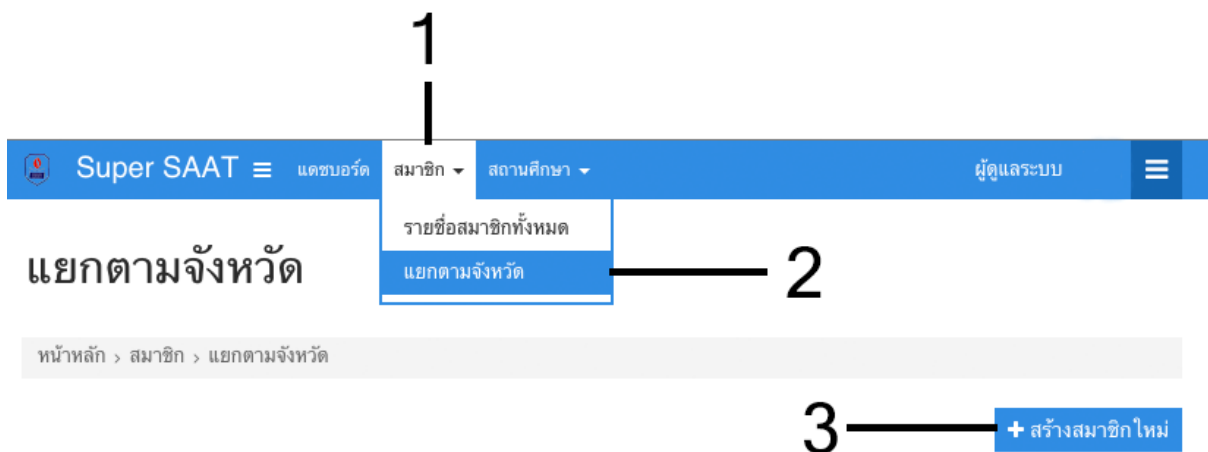 1
Super SAAT แดชบอร์ด สมาชิก สถานศึกษา ผู้ดูแลระบบ
รายชื่อสมาชิกทั้งหมด
แยกตามจังหวัด
2
แยกตามจังหวัด
หน้าหลัก > สมาชิก > แยกตามจังหวัด
3
+ สร้างสมาชิกใหม่